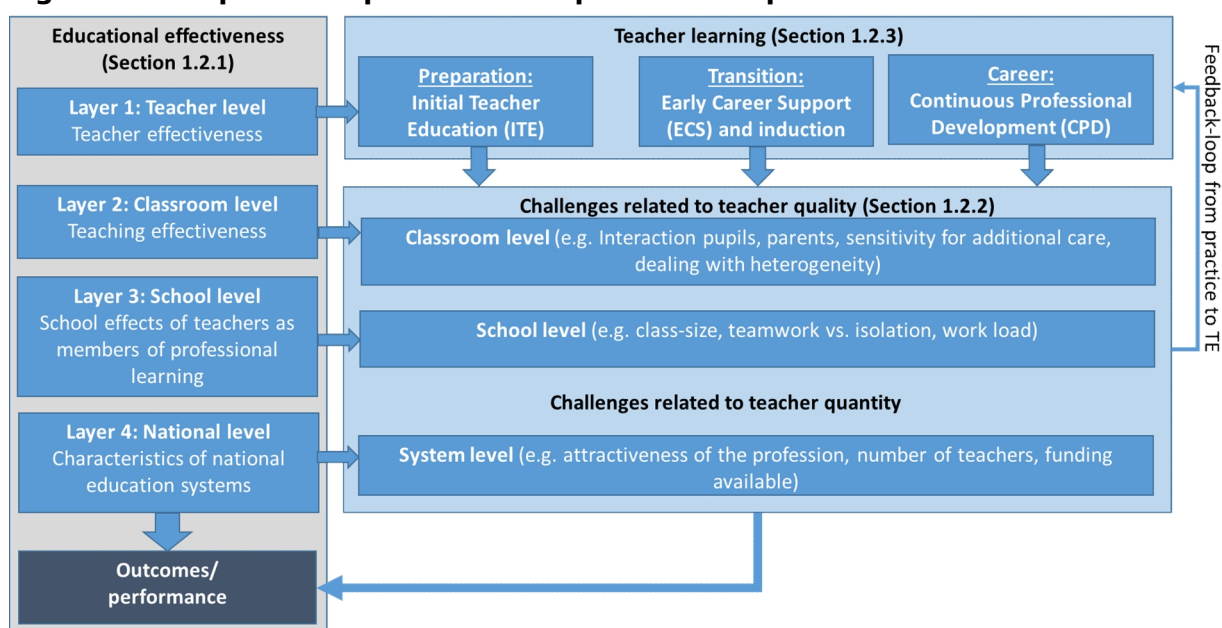 Educational effectiveness
(Section 1.2.1)
Layer 1: Teacher level
Teacher effectiveness
Layer 2: Classroom level
Teaching effectiveness
Layer 3: School level
School effects of teachers as
members of professional
learning
Layer 4: National level
Characteristics of national
education systems
Outcomes/
performance
Teacher learning (Section 1.2.3)
Preparation:
Initial Teacher
Education (ITE)
Transition:
Early Career Support
(ECS) and induction
Career:
Continuous Professional
Development (CPD)
Challenges related to teacher quality (Section 1.2.2)
Classroom level (e.g. Interaction pupils, parents, sensitivity for additional care,
dealing with heterogeneity)
School level (e.g. class-size, teamwork vs. isolation, work load)
Challenges related to teacher quantity
System level (e.g. attractiveness of the profession, number of teachers, funding
available)
Feedback-loop from practice to TE